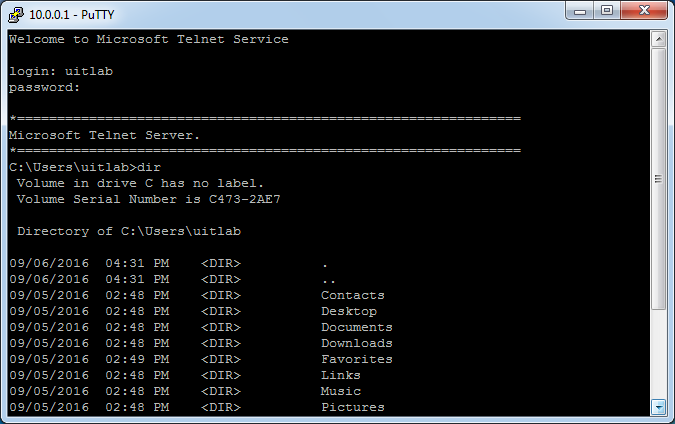 10.0.0.1 - PuTTY
Welcome to Microsoft Telnet Service
login: uitlab
password:
*===============================================================
Microsoft Telnet Server.
*===============================================================
C:\Users\uitlab>dir
 Volume in drive C has no label.
 Volume Serial Number is C473-2AE7
 Directory of C:\Users\uitlab
09/06/2016  04:31 PM    <DIR>          .
09/06/2016  04:31 PM    <DIR>          ..
09/05/2016  02:48 PM    <DIR>          Contacts
09/05/2016  02:48 PM    <DIR>          Desktop
09/05/2016  02:48 PM    <DIR>          Documents
09/05/2016  02:48 PM    <DIR>          Downloads
09/05/2016  02:49 PM    <DIR>          Favorites
09/05/2016  02:48 PM    <DIR>          Links
09/05/2016  02:48 PM    <DIR>          Music
09/05/2016  02:48 PM    <DIR>          Pictures